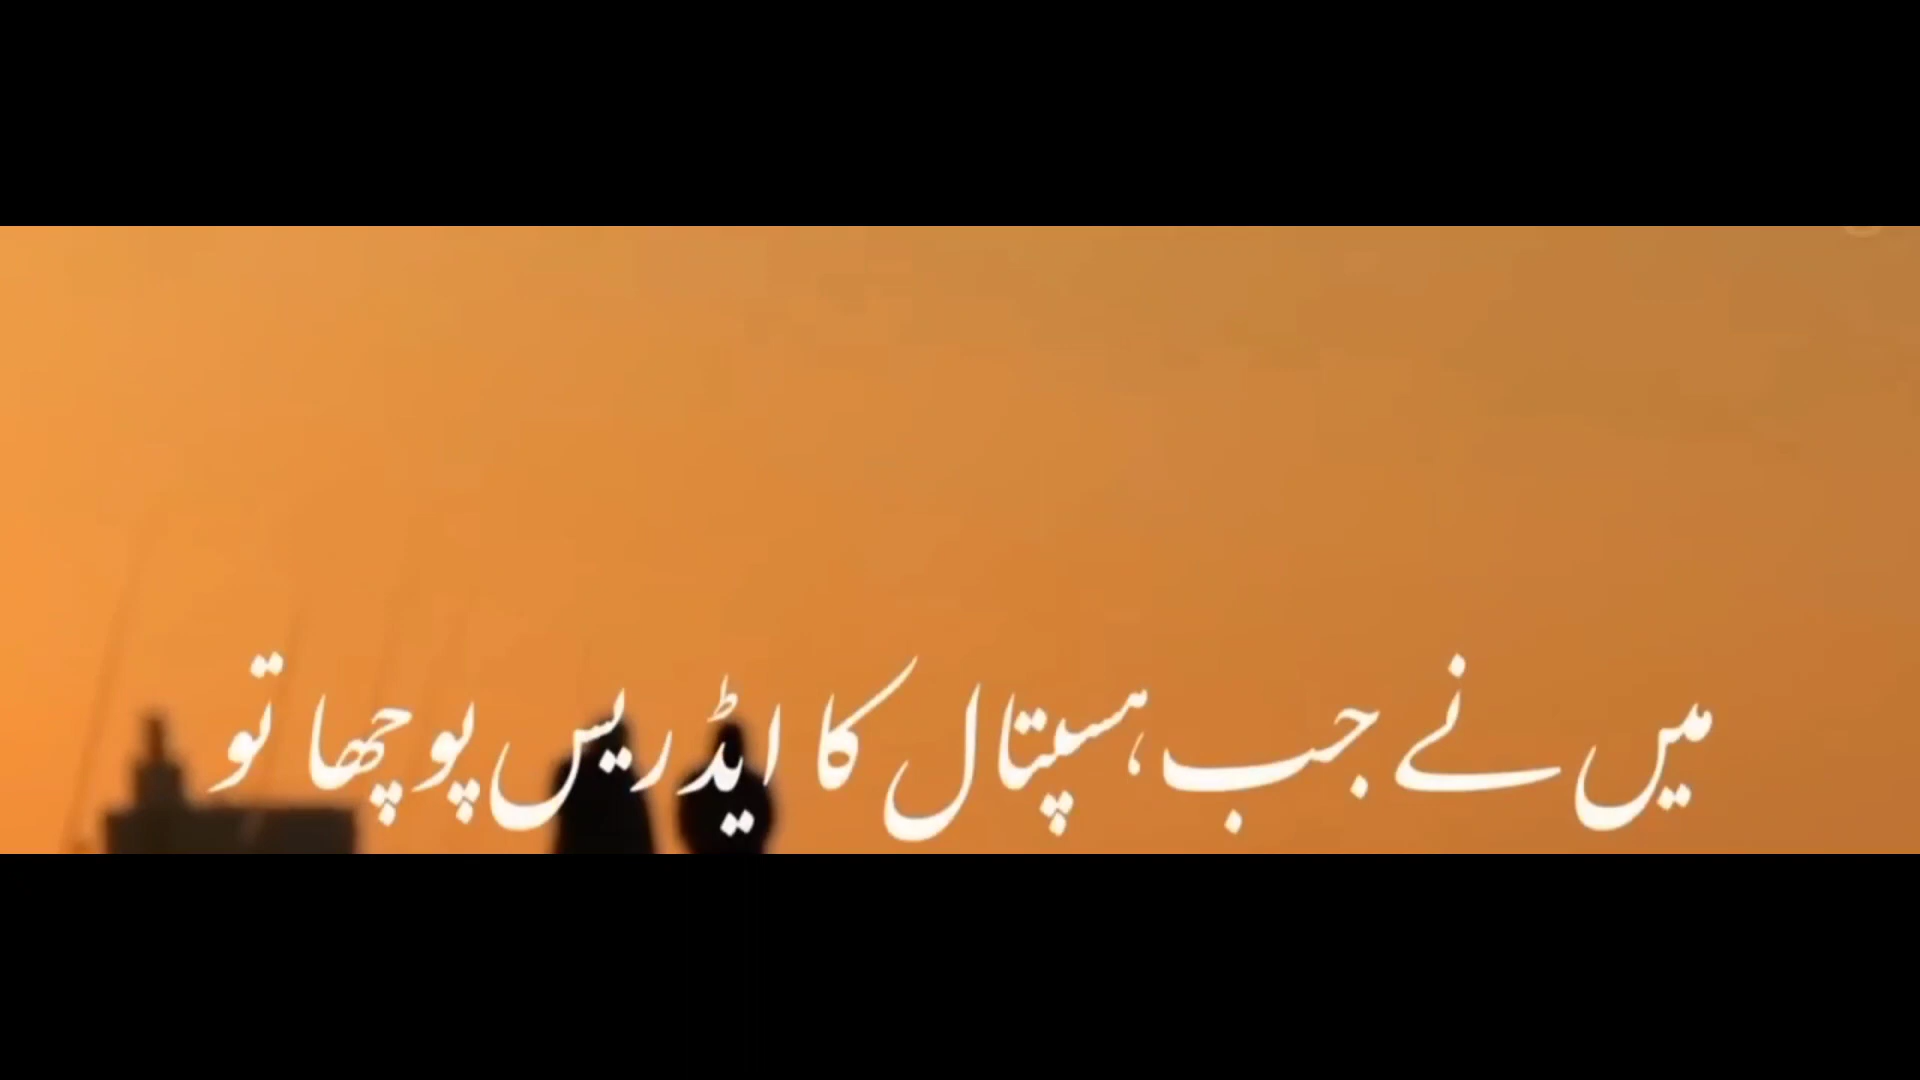 میں نے جب ہسپتال کا ایڈریس پوچھا تو